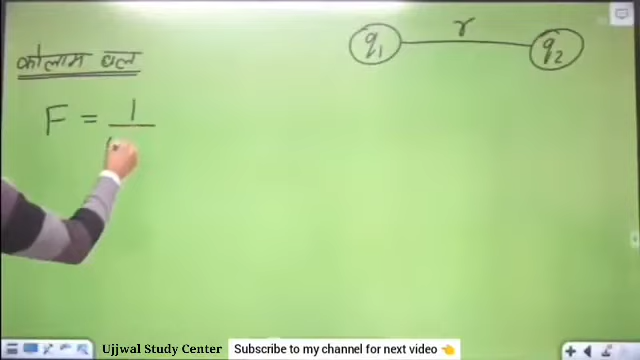 q₁ r q₂
कोलाम बल
F = 1
Ujjwal Study Center Subscribe to my channel for next video 👈